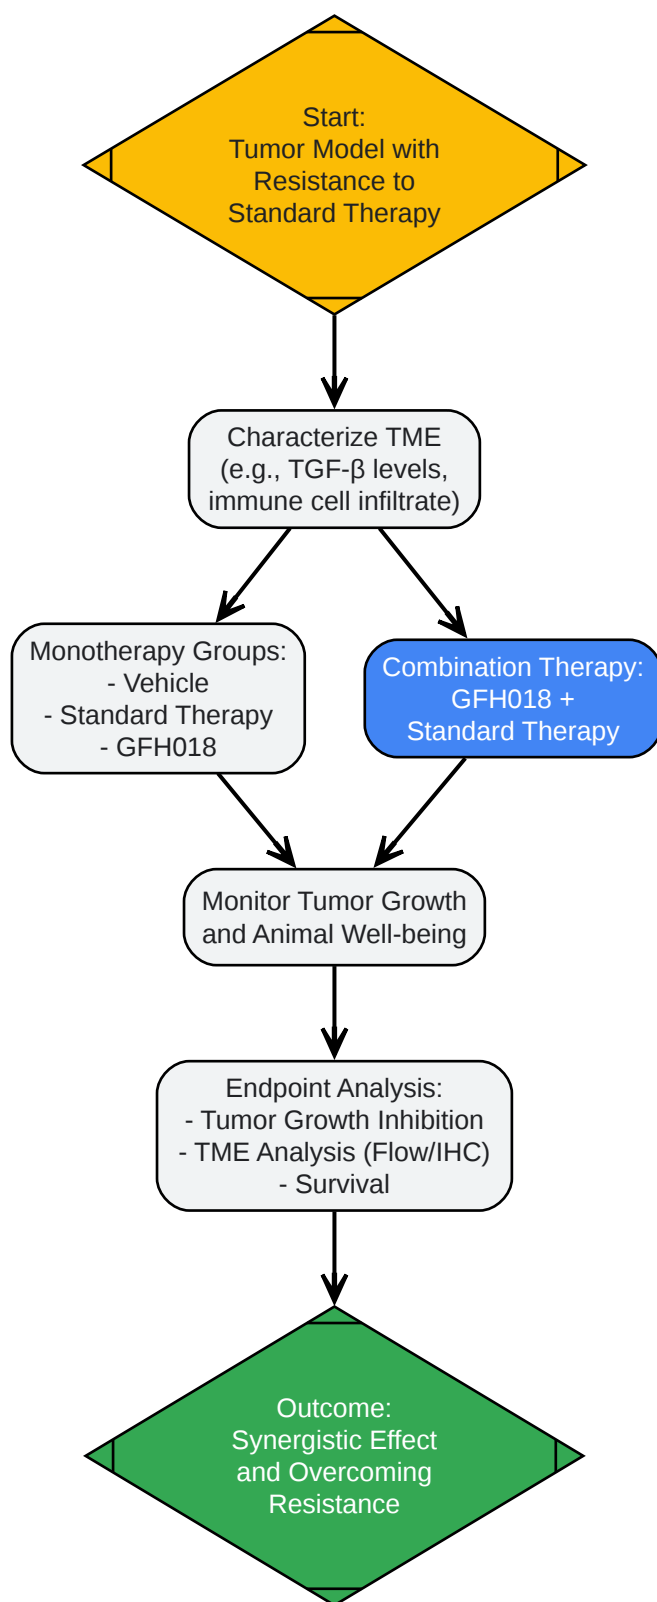 Start:
Tumor Model with
Resistance to
Standard Therapy
Characterize TME
(e.g., TGF-β levels,
immune cell infiltrate)
Monotherapy Groups:
- Vehicle
- Standard Therapy
- GFH018
Combination Therapy:
GFH018 +
Standard Therapy
Monitor Tumor Growth
and Animal Well-being
Endpoint Analysis:
- Tumor Growth Inhibition
- TME Analysis (Flow/IHC)
- Survival
Outcome:
Synergistic Effect
and Overcoming
Resistance